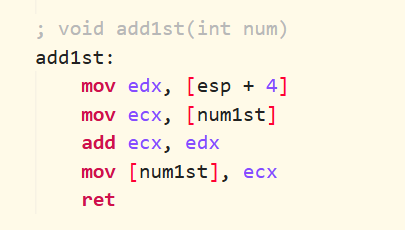 ; void add1st(int num)
add1st:
    mov edx, [esp + 4]
    mov ecx, [num1st]
    add ecx, edx
    mov [num1st], ecx
    ret